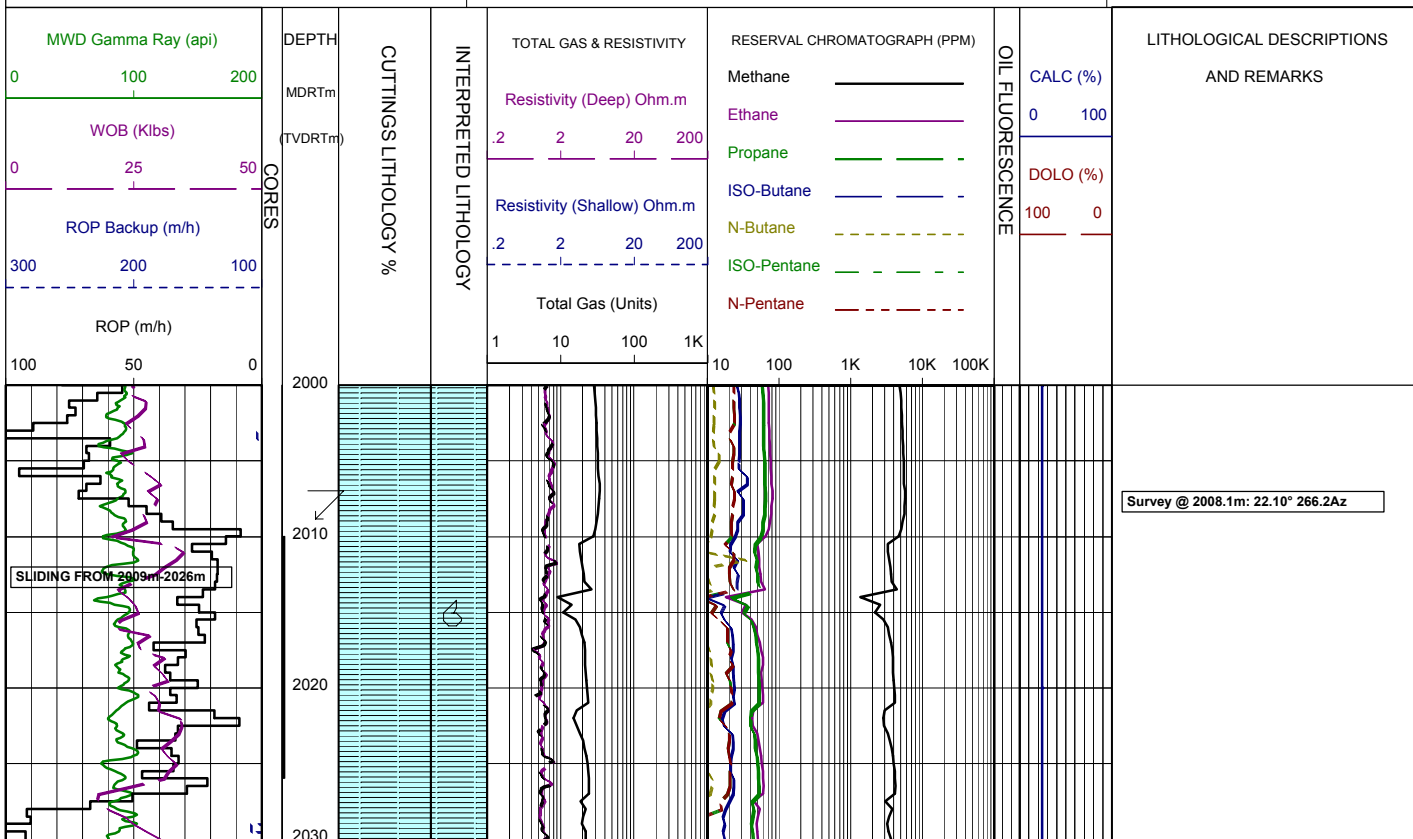 MWD Gamma Ray (api)
0 100 200
WOB (Klbs)
0 25 50
ROP Backup (m/h)
300 200 100
ROP (m/h)
100 50 0
CORES
DEPTH
MDRTm
(TVDRTm)
CUTTINGS LITHOLOGY %
INTERPRETED LITHOLOGY
TOTAL GAS & RESISTIVITY
Resistivity (Deep) Ohm.m
.2 2 20 200
Resistivity (Shallow) Ohm.m
.2 2 20 200
Total Gas (Units)
1 10 100 1K
RESERVAL CHROMATOGRAPH (PPM)
Methane
Ethane
Propane
ISO-Butane
N-Butane
ISO-Pentane
N-Pentane
10 100 1K 10K 100K
OIL FLUORESCENCE
CALC (%)
0 100
DOLO (%)
100 0
LITHOLOGICAL DESCRIPTIONS
AND REMARKS
2000
Survey @ 2008.1m: 22.10° 266.2Az
2010
SLIDING FROM 2009m-2026m
2020
2030